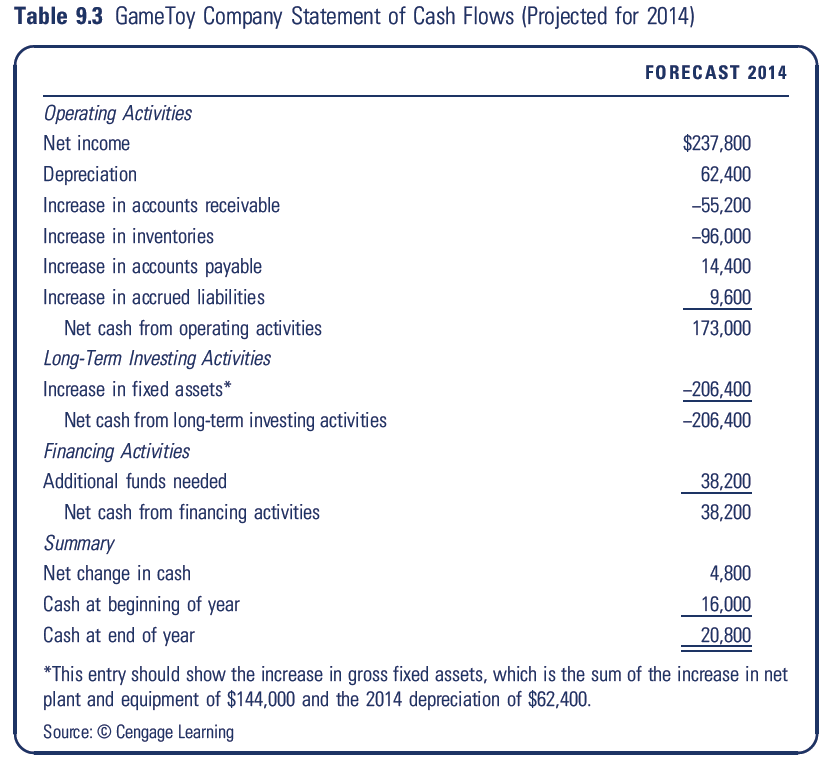 Table 9.3 GameToy Company Statement of Cash Flows (Projected for 2014)
FORECAST 2014
Operating Activities
Net income $237,800
Depreciation 62,400
Increase in accounts receivable –55,200
Increase in inventories –96,000
Increase in accounts payable 14,400
Increase in accrued liabilities 9,600
Net cash from operating activities 173,000
Long-Term Investing Activities
Increase in fixed assets* –206,400
Net cash from long-term investing activities –206,400
Financing Activities
Additional funds needed 38,200
Net cash from financing activities 38,200
Summary
Net change in cash 4,800
Cash at beginning of year 16,000
Cash at end of year 20,800
*This entry should show the increase in gross fixed assets, which is the sum of the increase in net
plant and equipment of $144,000 and the 2014 depreciation of $62,400.
Source: © Cengage Learning